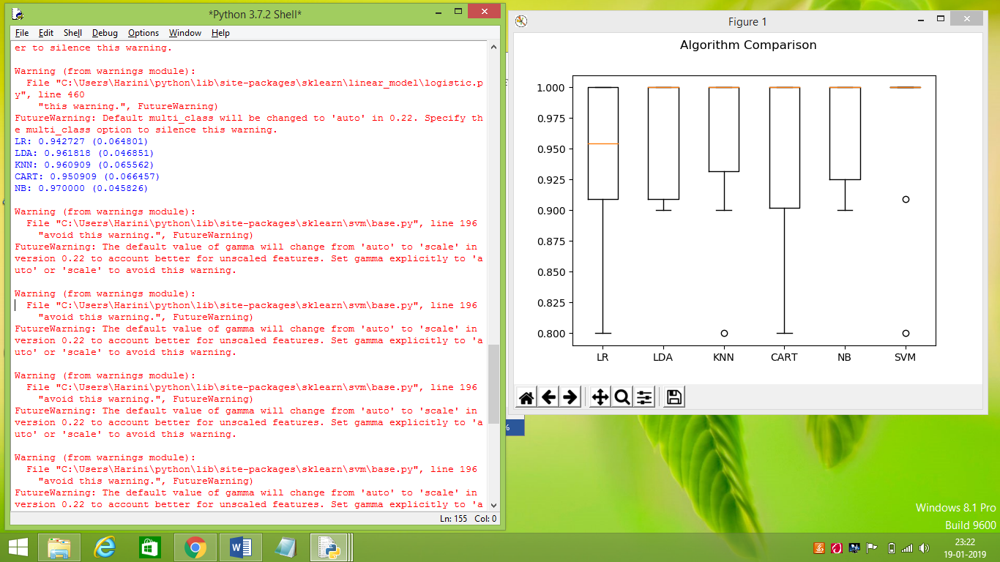 *Python 3.7.2 Shell*
File Edit Shell Debug Options Window Help
er to silence this warning.
Warning (from warnings module):
File "C:\Users\Harini\python\lib\site-packages\sklearn\linear_model\logistic.p
y", line 460
"this warning.", FutureWarning)
FutureWarning: Default multi_class will be changed to 'auto' in 0.22. Specify th
e multi_class option to silence this warning.
LR: 0.942727 (0.064801)
LDA: 0.961818 (0.046851)
KNN: 0.960909 (0.065562)
CART: 0.950909 (0.066457)
NB: 0.970000 (0.045826)
Warning (from warnings module):
File "C:\Users\Harini\python\lib\site-packages\sklearn\svm\base.py", line 196
"avoid this warning.", FutureWarning)
FutureWarning: The default value of gamma will change from 'auto' to 'scale' in
version 0.22 to account better for unscaled features. Set gamma explicitly to 'a
uto' or 'scale' to avoid this warning.
Warning (from warnings module):
File "C:\Users\Harini\python\lib\site-packages\sklearn\svm\base.py", line 196
"avoid this warning.", FutureWarning)
FutureWarning: The default value of gamma will change from 'auto' to 'scale' in
version 0.22 to account better for unscaled features. Set gamma explicitly to 'a
uto' or 'scale' to avoid this warning.
Warning (from warnings module):
File "C:\Users\Harini\python\lib\site-packages\sklearn\svm\base.py", line 196
"avoid this warning.", FutureWarning)
FutureWarning: The default value of gamma will change from 'auto' to 'scale' in
version 0.22 to account better for unscaled features. Set gamma explicitly to 'a
uto' or 'scale' to avoid this warning.
Warning (from warnings module):
File "C:\Users\Harini\python\lib\site-packages\sklearn\svm\base.py", line 196
"avoid this warning.", FutureWarning)
FutureWarning: The default value of gamma will change from 'auto' to 'scale' in
version 0.22 to account better for unscaled features. Set gamma explicitly to 'a
Ln: 155 Col: 0
Figure 1
Algorithm Comparison
1.000
0.975
0.950
0.925
0.900
0.875
0.850
0.825
0.800
LR LDA KNN CART NB SVM
%
Windows 8.1 Pro
Build 9600
23:22
19-01-2019